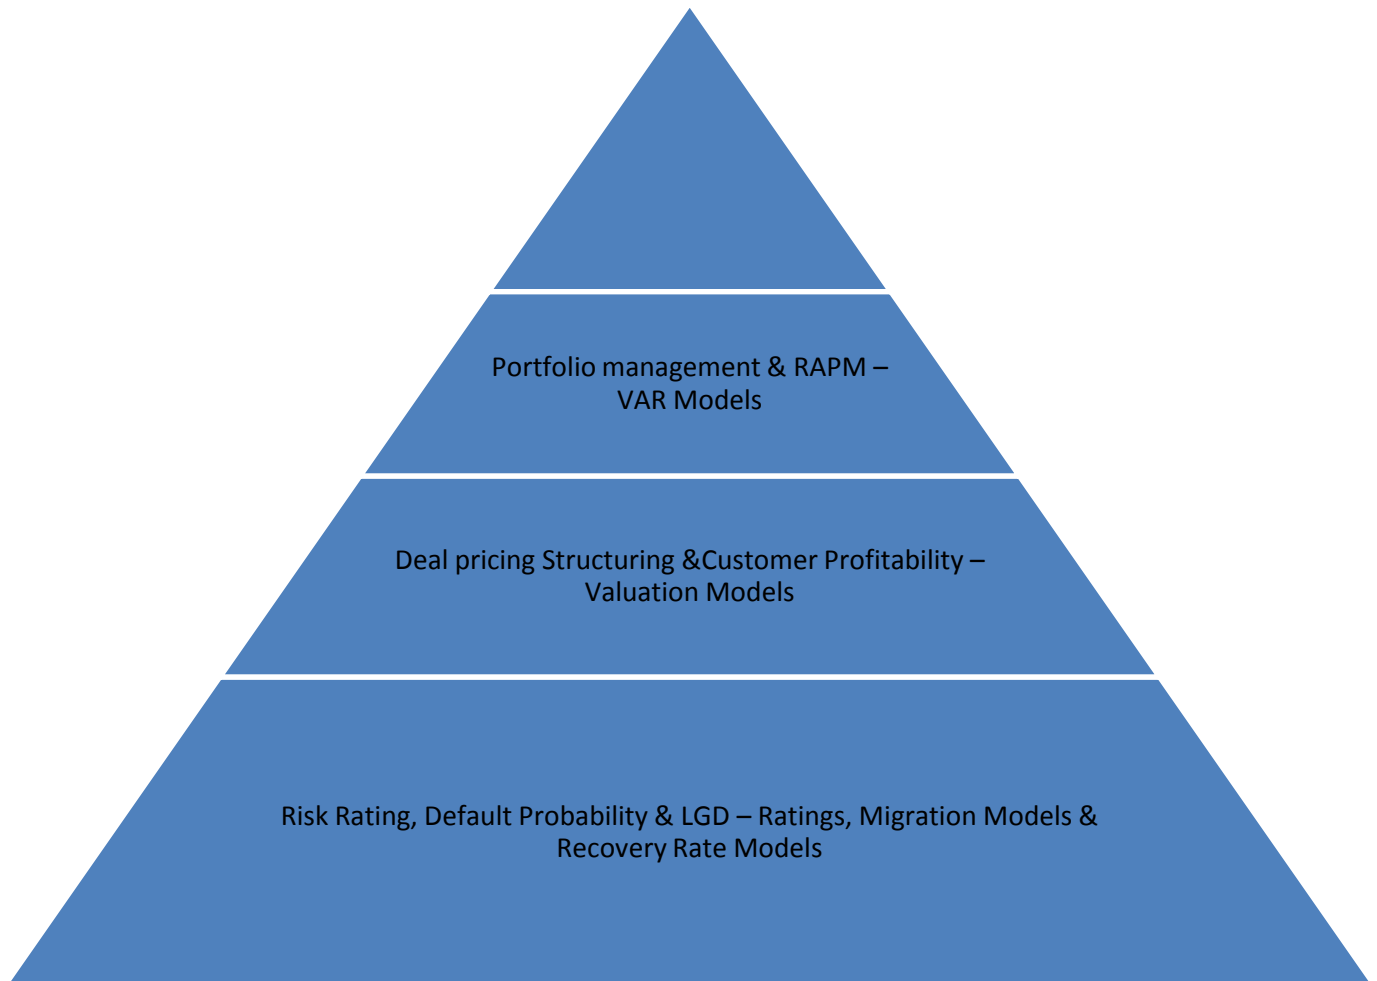 Portfolio management & RAPM –
VAR Models
Deal pricing Structuring &Customer Profitability –
Valuation Models
Risk Rating, Default Probability & LGD – Ratings, Migration Models &
Recovery Rate Models